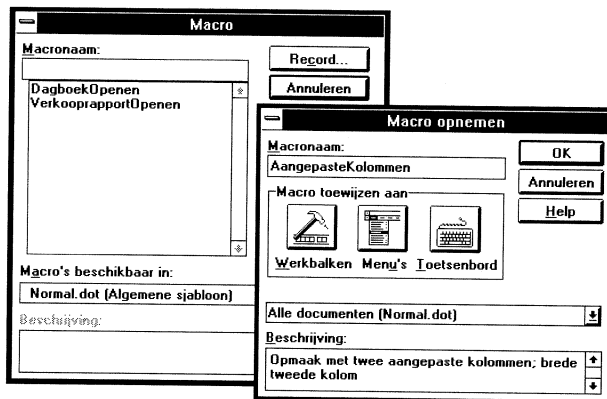 Macro
Macronaam:
Record...
Annuleren
DagboekOpenen
VerkooprapportOpenen
Macro's beschikbaar in:
Normal.dot (Algemene sjabloon)
Beschrijving:
Macro opnemen
Macronaam:
AangepasteKolommen
OK
Annuleren
Help
Macro toewijzen aan
Werkbalken Menu's Toetsenbord
Alle documenten (Normal.dot)
Beschrijving:
Opmaak met twee aangepaste kolommen; brede
tweede kolom